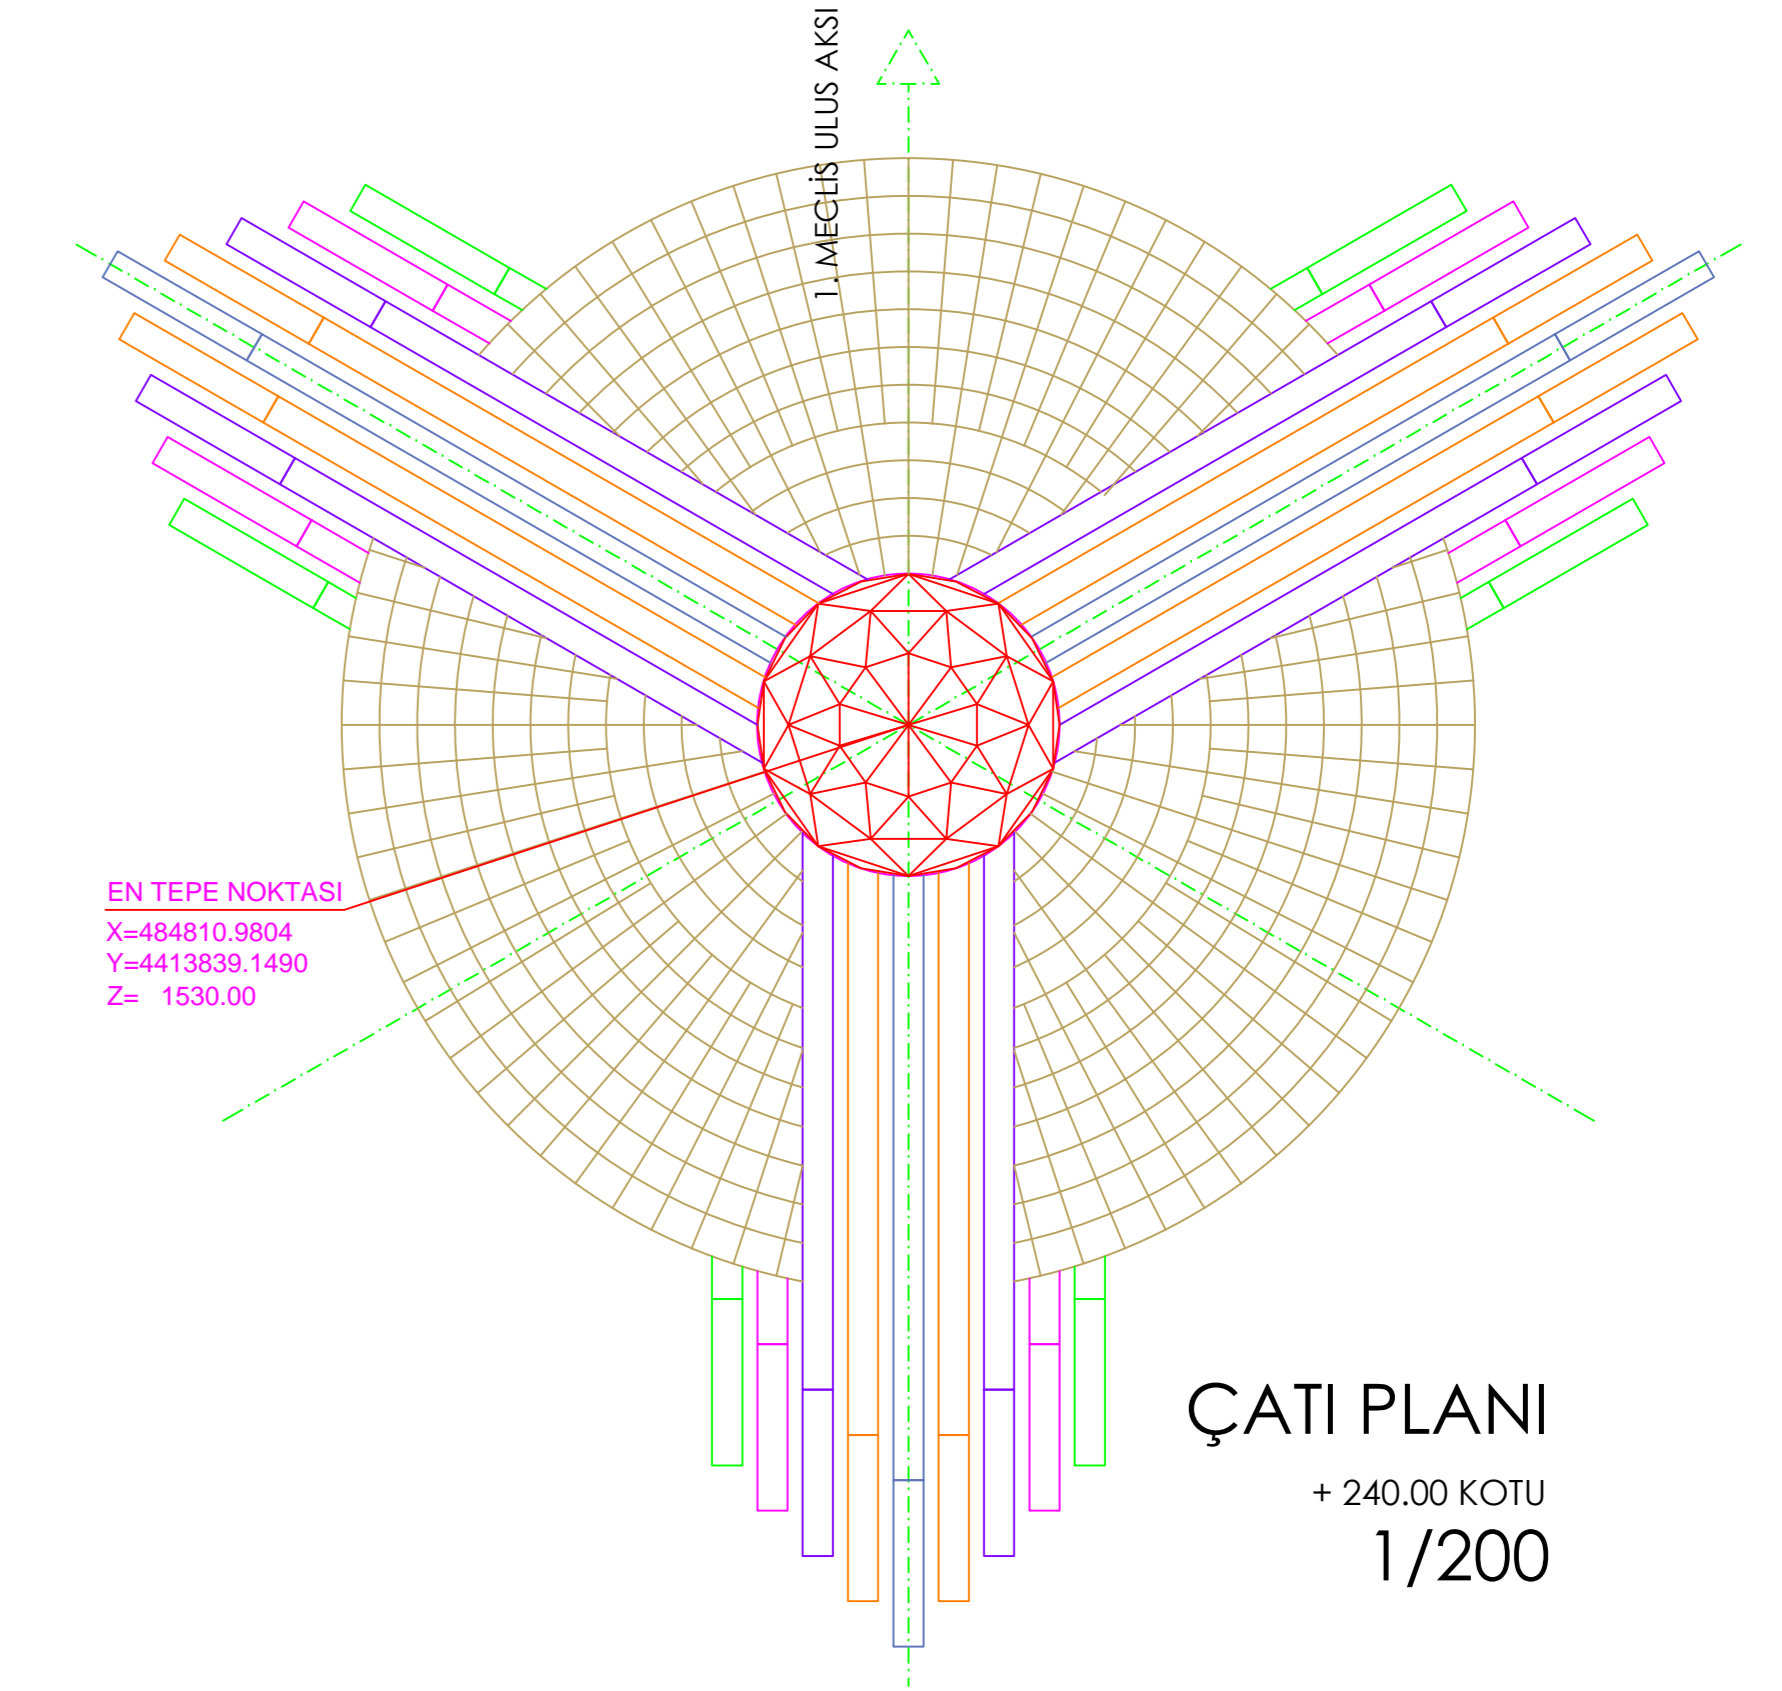 1. MECLİS ULUS AKSI
EN TEPE NOKTASI
X=484810.9804
Y=4413839.1490
Z= 1530.00
ÇATI PLANI
+ 240.00 KOTU
1/200